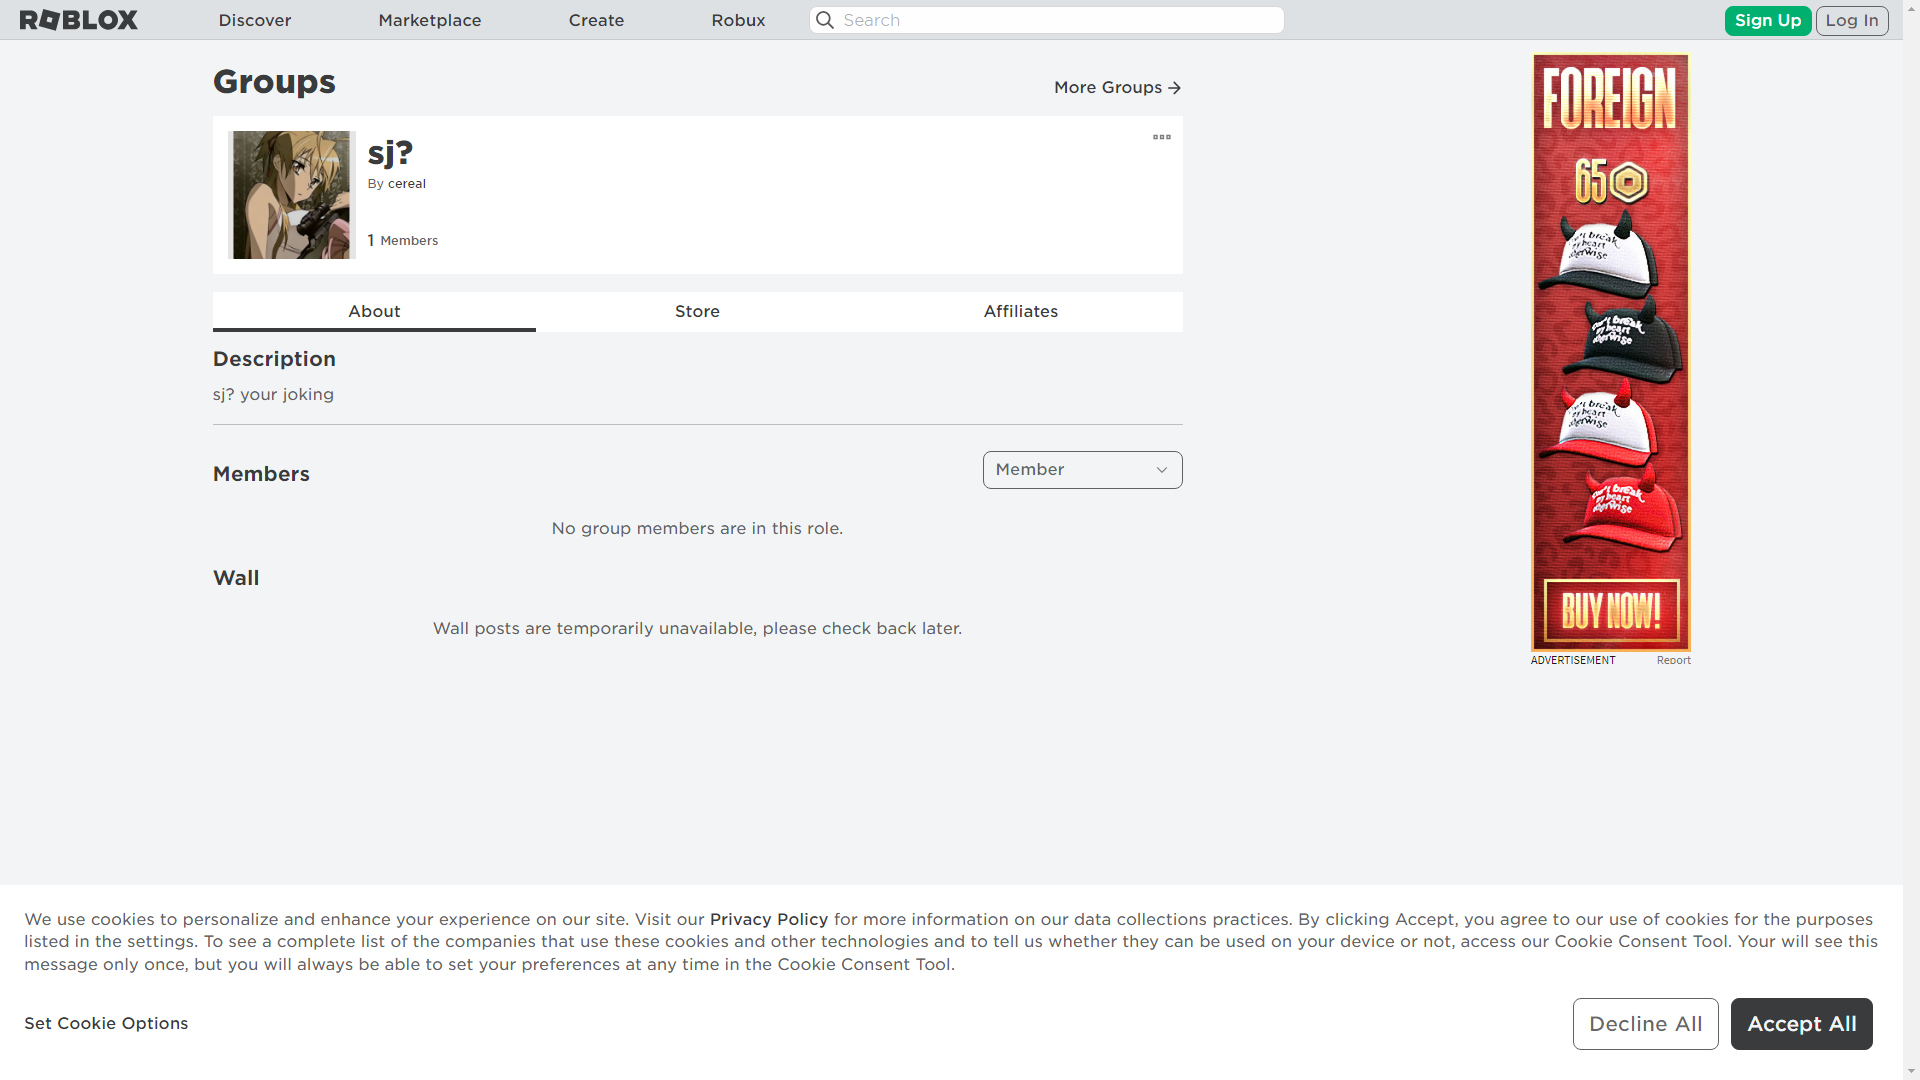 ROBLOX
Discover
Marketplace
Create
Robux
Search
Sign Up
Log In
Groups
More Groups
sj?
By cereal
1 Members
About
Store
Affiliates
Description
sj? your joking
Members
Member
No group members are in this role.
Wall
Wall posts are temporarily unavailable, please check back later.
FOREIGN
65
BUY NOW!
ADVERTISEMENT
Report
We use cookies to personalize and enhance your experience on our site. Visit our Privacy Policy for more information on our data collections practices. By clicking Accept, you agree to our use of cookies for the purposes
listed in the settings. To see a complete list of the companies that use these cookies and other technologies and to tell us whether they can be used on your device or not, access our Cookie Consent Tool. Your will see this
message only once, but you will always be able to set your preferences at any time in the Cookie Consent Tool.
Set Cookie Options
Decline All
Accept All